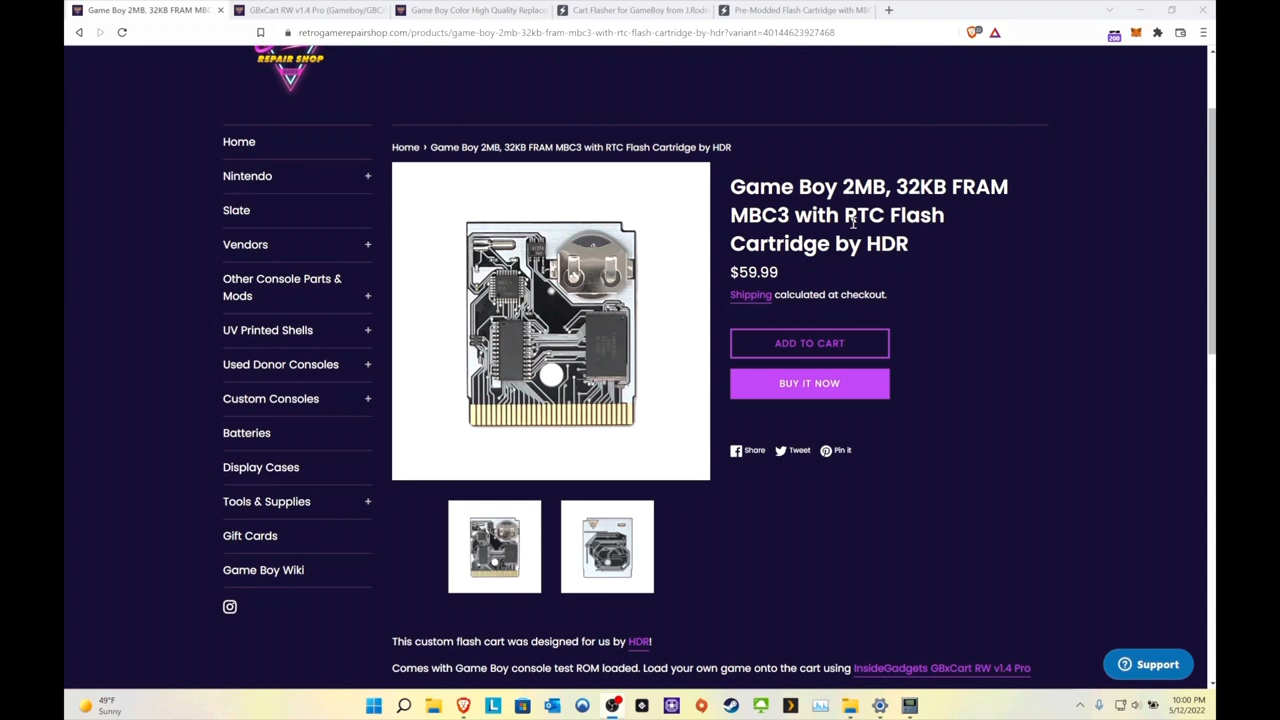 Game Boy 2MB, 32KB FRAM MBC
GBxCart RW v1.4 Pro (Gameboy/GBC/
Game Boy Color High Quality Replace
Cart Flasher for GameBoy from J.Rodr
Pre-Modded Flash Cartridge with MB
retrogamerepairshop.com/products/game-boy-2mb-32kb-fram-mbc3-with-rtc-flash-cartridge-by-hdr?variant=40144623927468
200
REPAIR SHOP
Home
Nintendo +
Slate
Vendors +
Other Console Parts &
Mods +
UV Printed Shells +
Used Donor Consoles +
Custom Consoles +
Batteries
Display Cases
Tools & Supplies +
Gift Cards
Game Boy Wiki
Home › Game Boy 2MB, 32KB FRAM MBC3 with RTC Flash Cartridge by HDR
Game Boy 2MB, 32KB FRAM
MBC3 with RTC Flash
Cartridge by HDR
$59.99
Shipping calculated at checkout.
ADD TO CART
BUY IT NOW
Share Tweet Pin it
This custom flash cart was designed for us by HDR!
Comes with Game Boy console test ROM loaded. Load your own game onto the cart using InsideGadgets GBxCart RW v1.4 Pro
Support
49°F
Sunny
10:00 PM
5/12/2022